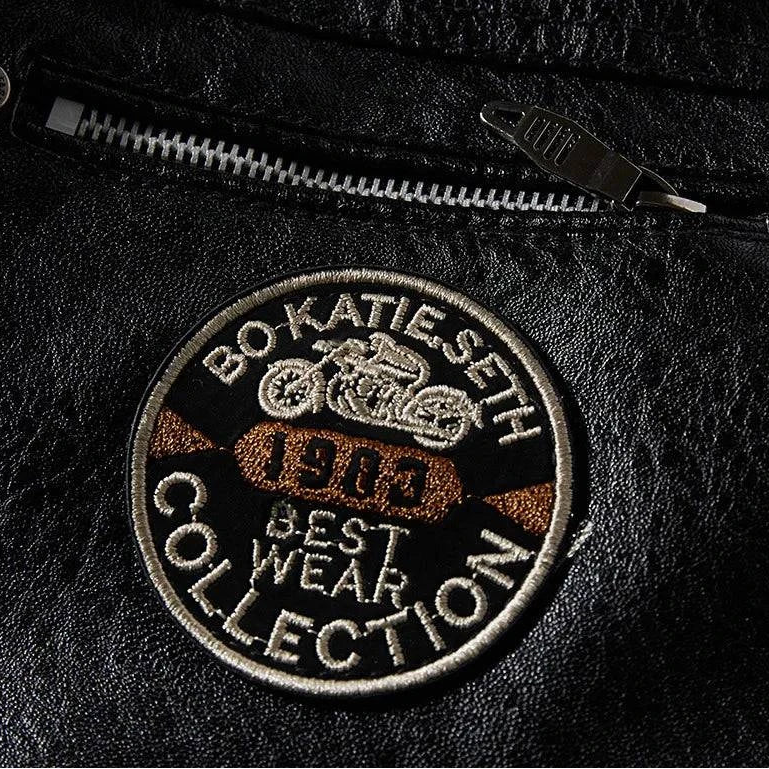 BO-KATIE.SETH
1983
BEST
WEAR
COLLECTION